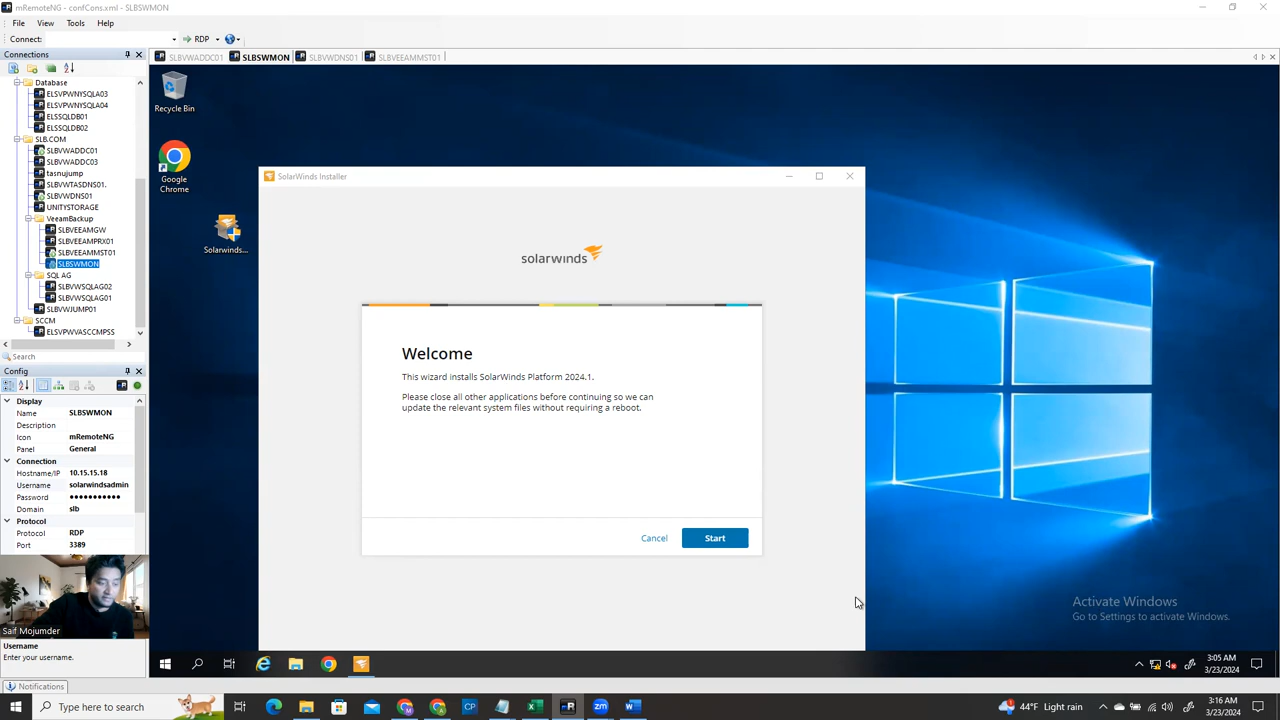 mRemoteNG - confCons.xml - SLBSWMON
File View Tools Help
Connect: RDP
Connections
SLBVWADDC01 SLBSWMON SLBVWDNS01 SLBVEEAMMST01
Database
ELSVPWNYSQLA03
ELSVPWNYSQLA04
ELSSQLDB01
ELSSQLDB02
SLB.COM
SLBVWADDC01
SLBVWADDC03
tasnujump
SLBVWTASDNS01.
SLBVWDNS01
UNITYSTORAGE
VeeamBackup
SLBVEEAMGW
SLBVEEAMPRX01
SLBVEEAMMST01
SLBSWMON
SQL AG
SLBVWSQLAG02
SLBVWSQLAG01
SLBVWJUMP01
SCCM
ELSVPWVASCCMPSS
Search
Config
Display
Name SLBSWMON
Description
Icon mRemoteNG
Panel General
Connection
Hostname/IP 10.15.15.18
Username solarwindsadmin
Password ●●●●●●●●●●●
Domain slb
Protocol
Protocol RDP
Port 3389
Saif Mojumder
Username
Enter your username.
Notifications
Recycle Bin
Google
Chrome
Solarwinds...
SolarWinds Installer
solarwinds
Welcome
This wizard installs SolarWinds Platform 2024.1.
Please close all other applications before continuing so we can
update the relevant system files without requiring a reboot.
Cancel Start
Activate Windows
Go to Settings to activate Windows.
3:05 AM
3/23/2024
Type here to search
44°F Light rain
3:16 AM
3/23/2024